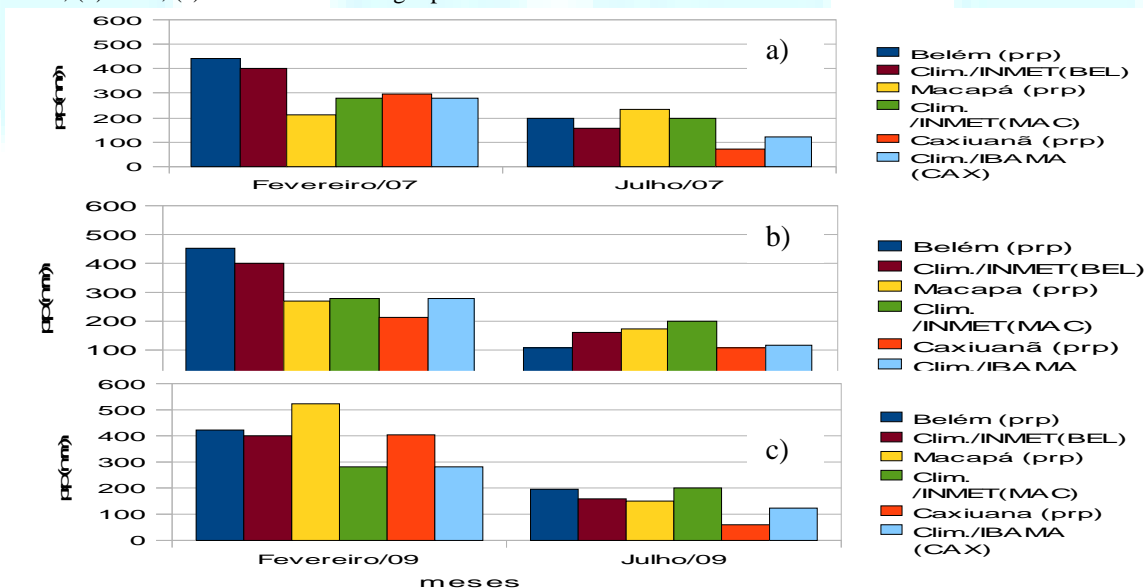 600
500
400
300
200
100
0
a)
Fevereiro/07
Julho/07
Belém (prp)
Clim./INMET(BEL)
Macapá (prp)
Clim.
/INMET(MAC)
Caxiuanã (prp)
Clim./IBAMA
(CAX)
600
500
400
300
200
100
b)
Belém (prp)
Clim./INMET(BEL)
Macapa (prp)
Clim.
/INMET(MAC)
Caxiuanã (prp)
Clim./IBAMA
600
500
400
300
200
100
0
c)
Fevereiro/09
Julho/09
meses
Belém (prp)
Clim./INMET(BEL)
Macapá (prp)
Clim.
/INMET(MAC)
Caxiuana (prp)
Clim./IBAMA
(CAX)